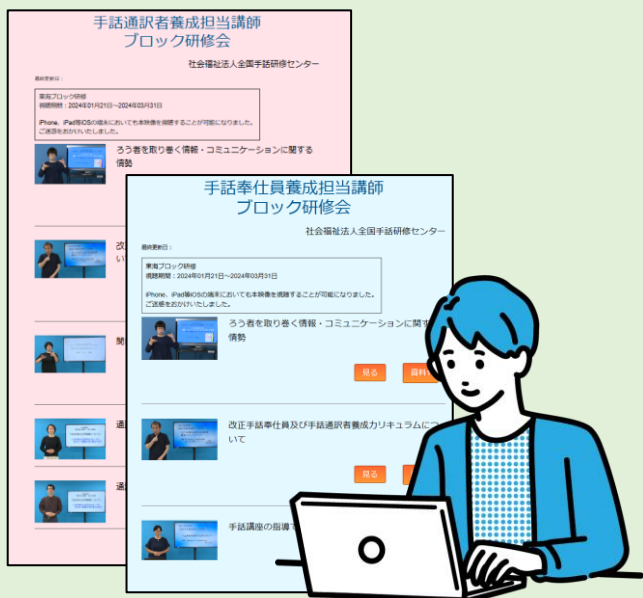 手話通訳者養成担当講師
ブロック研修会
社会福祉法人全国手話研修センター
最終更新日：
東海ブロック研修
視聴期間：2024年01月21日～2024年03月31日
iPhone、iPad等iOSの端末においても本映像を視聴することが可能になりました。
ご迷惑をおかけいたしました。
ろう者を取り巻く情報・コミュニケーションに関する
情勢
改
い
聞
通
通
手話奉仕員養成担当講師
ブロック研修会
社会福祉法人全国手話研修センター
最終更新日：
東海ブロック研修
視聴期間：2024年01月21日～2024年03月31日
iPhone、iPad等iOSの端末においても本映像を視聴することが可能になりました。
ご迷惑をおかけいたしました。
ろう者を取り巻く情報・コミュニケーションに関す
情勢
見る
資料
改正手話奉仕員及び手話通訳者養成カリキュラムにつ
いて
見る
手話講座の指導